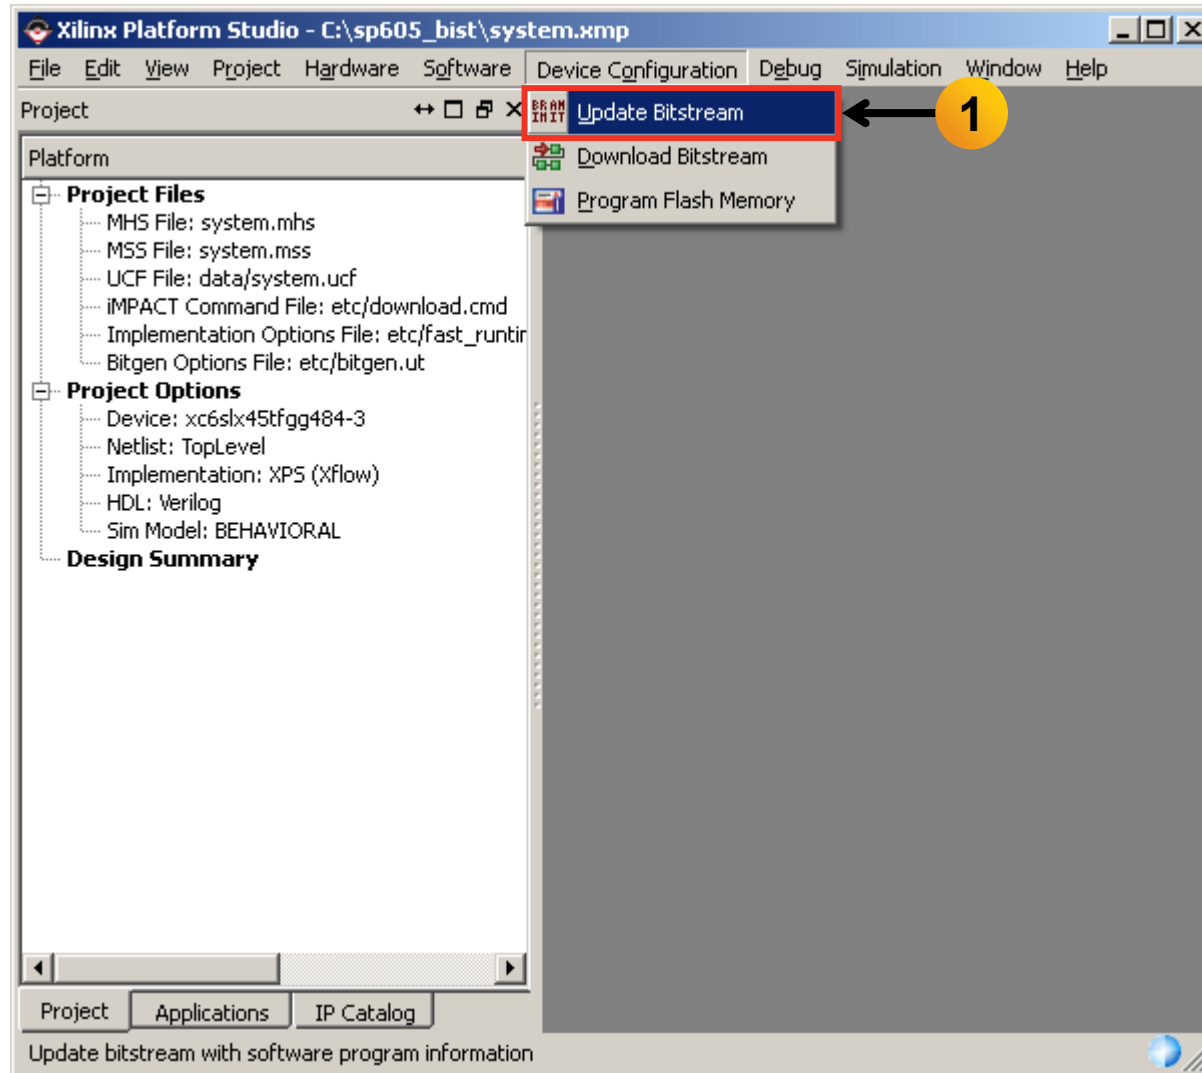 Xilinx Platform Studio - C:\sp605_bist\system.xmp
File Edit View Project Hardware Software Device Configuration Debug Simulation Window Help
Project
BRAM INIT Update Bitstream
1
Download Bitstream
Program Flash Memory
Platform
Project Files
MHS File: system.mhs
MSS File: system.mss
UCF File: data/system.ucf
iMPACT Command File: etc/download.cmd
Implementation Options File: etc/fast_runtir
Bitgen Options File: etc/bitgen.ut
Project Options
Device: xc6slx45tfgg484-3
Netlist: TopLevel
Implementation: XPS (Xflow)
HDL: Verilog
Sim Model: BEHAVIORAL
Design Summary
Project Applications IP Catalog
Update bitstream with software program information